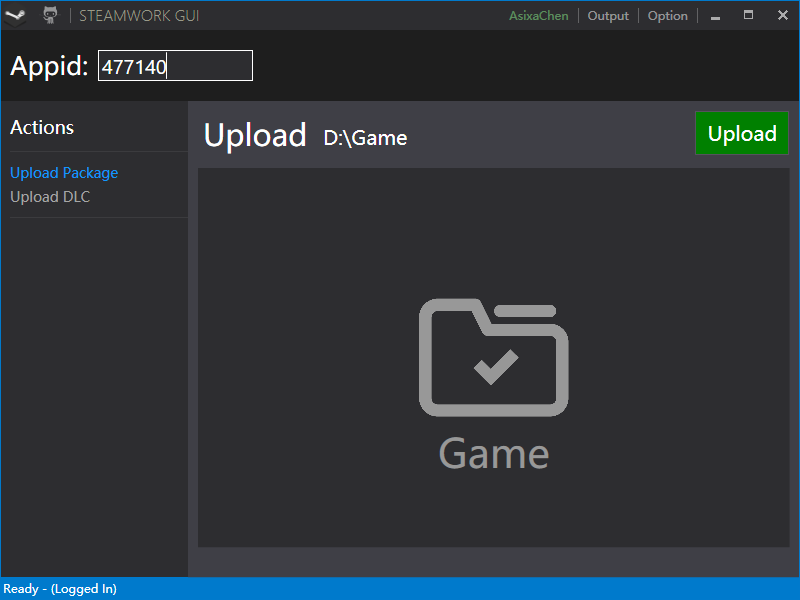 STEAMWORK GUI
AsixaChen
Output
Option
Appid: 477140
Actions
Upload Package
Upload DLC
Upload D:\Game
Upload
Game
Ready - (Logged In)